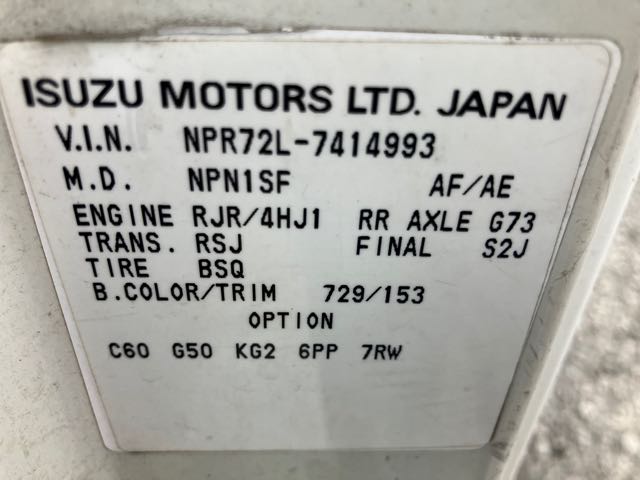 ISUZU MOTORS LTD. JAPAN
V.I.N. NPR72L-7414993
M.D. NPN1SF AF/AE
ENGINE RJR/4HJ1 RR AXLE G73
TRANS. RSJ FINAL S2J
TIRE BSQ
B.COLOR/TRIM 729/153
OPTION
C60 G50 KG2 6PP 7RW